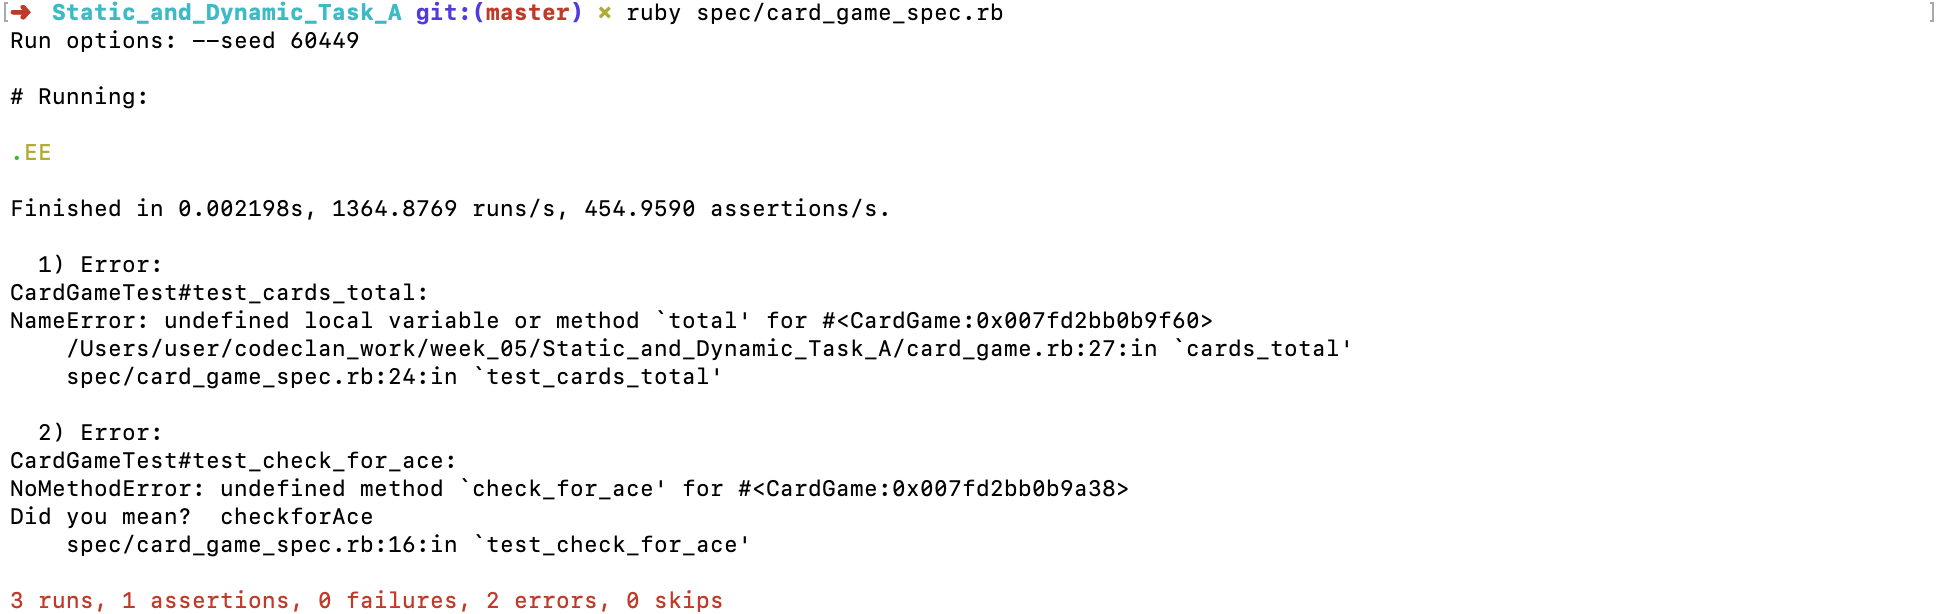 [➜  Static_and_Dynamic_Task_A git:(master) ✗ ruby spec/card_game_spec.rb ]
Run options: --seed 60449
# Running:
.EE
Finished in 0.002198s, 1364.8769 runs/s, 454.9590 assertions/s.
1) Error:
CardGameTest#test_cards_total:
NameError: undefined local variable or method `total' for #<CardGame:0x007fd2bb0b9f60>
/Users/user/codeclan_work/week_05/Static_and_Dynamic_Task_A/card_game.rb:27:in `cards_total'
spec/card_game_spec.rb:24:in `test_cards_total'
2) Error:
CardGameTest#test_check_for_ace:
NoMethodError: undefined method `check_for_ace' for #<CardGame:0x007fd2bb0b9a38>
Did you mean?  checkforAce
spec/card_game_spec.rb:16:in `test_check_for_ace'
3 runs, 1 assertions, 0 failures, 2 errors, 0 skips